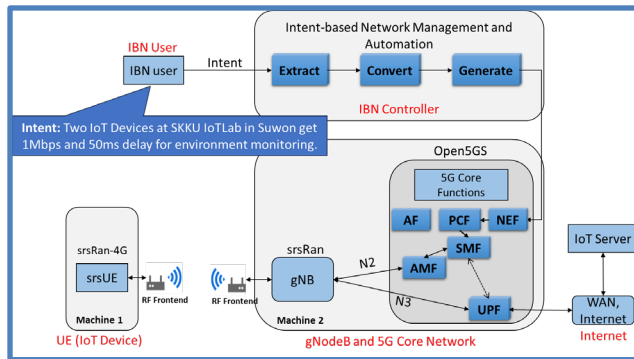 Intent-based Network Management and
Automation
IBN User
IBN user
Intent
Extract
Convert
Generate
IBN Controller
Intent: Two IoT Devices at SKKU IoTLab in Suwon get
1Mbps and 50ms delay for environment monitoring.
Open5GS
5G Core
Functions
AF
PCF
NEF
SMF
AMF
UPF
srsRan-4G
srsUE
RF Frontend
Machine 1
UE (IoT Device)
RF Frontend
srsRan
gNB
N2
N3
Machine 2
gNodeB and 5G Core Network
IoT Server
WAN,
Internet
Internet